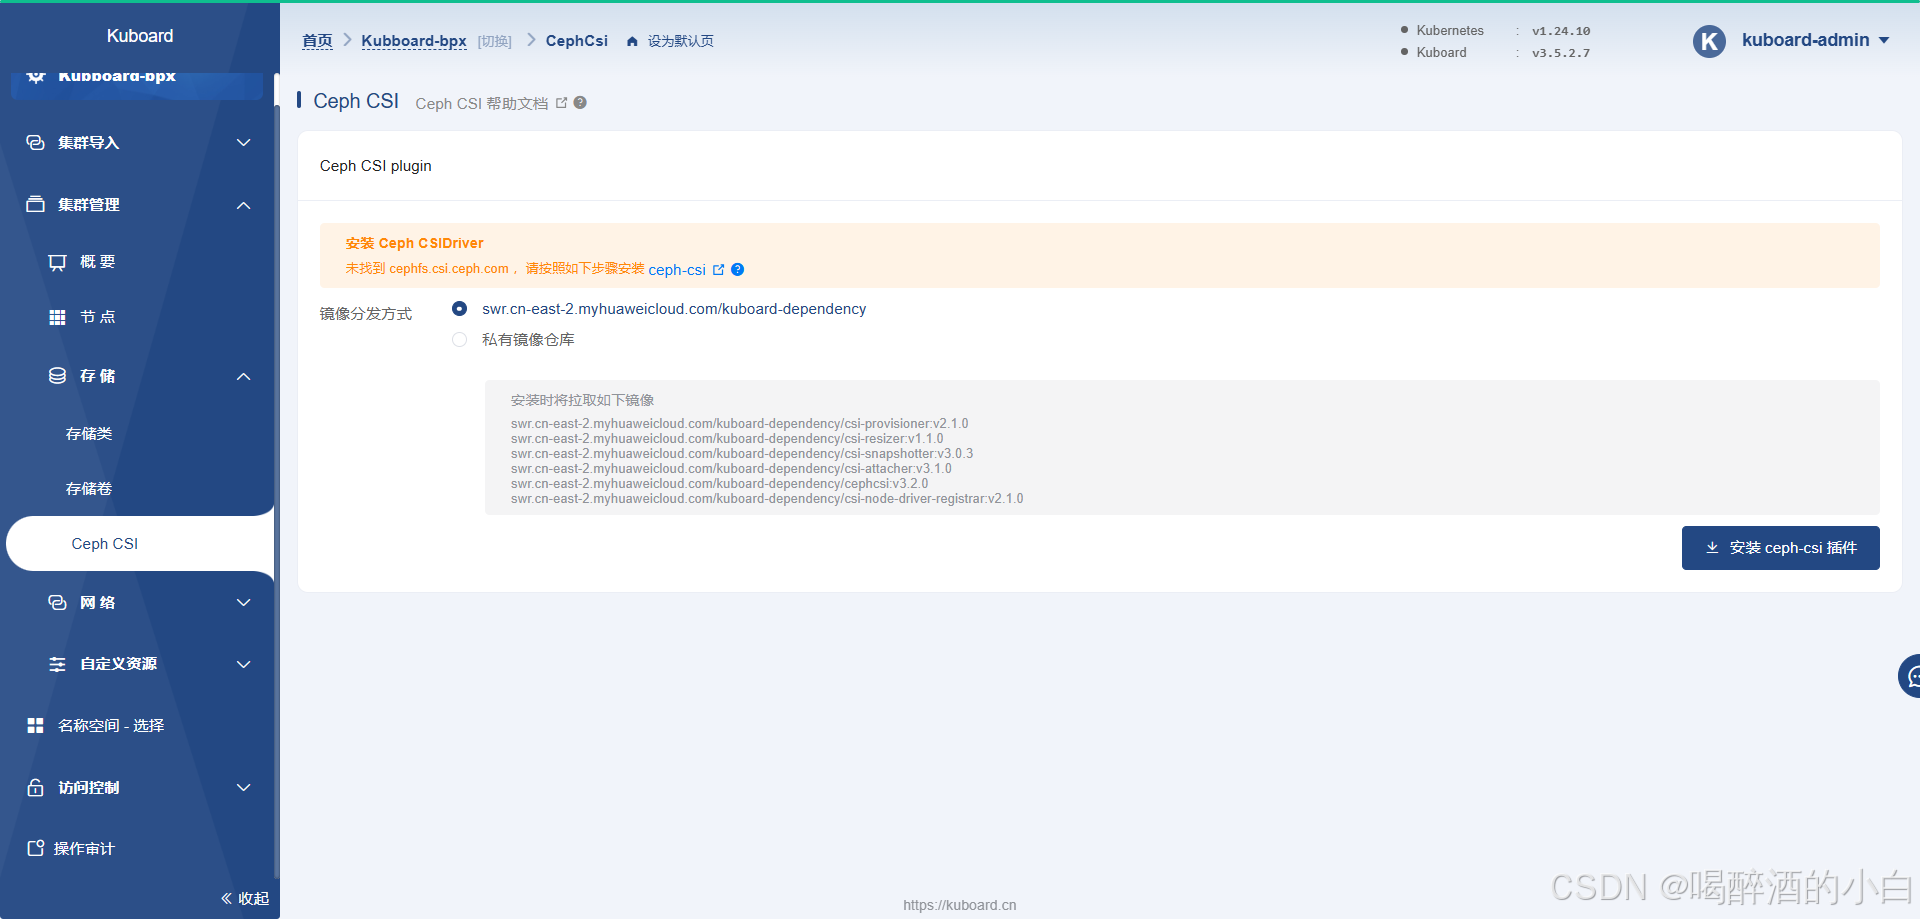 Kuboard
Kubboard-bpx
集群导入
集群管理
概 要
节 点
存 储
存储类
存储卷
Ceph CSI
网 络
自定义资源
名称空间 - 选择
访问控制
操作审计
收起
首页
Kubboard-bpx
[切换]
CephCsi
设为默认页
Kubernetes : v1.24.10
Kuboard : v3.5.2.7
K
kuboard-admin
Ceph CSI
Ceph CSI 帮助文档
Ceph CSI plugin
安装 Ceph CSIDriver
未找到 cephfs.csi.ceph.com ，请按照如下步骤安装 ceph-csi
镜像分发方式
swr.cn-east-2.myhuaweicloud.com/kuboard-dependency
私有镜像仓库
安装时将拉取如下镜像
swr.cn-east-2.myhuaweicloud.com/kuboard-dependency/csi-provisioner:v2.1.0
swr.cn-east-2.myhuaweicloud.com/kuboard-dependency/csi-resizer:v1.1.0
swr.cn-east-2.myhuaweicloud.com/kuboard-dependency/csi-snapshotter:v3.0.3
swr.cn-east-2.myhuaweicloud.com/kuboard-dependency/csi-attacher:v3.1.0
swr.cn-east-2.myhuaweicloud.com/kuboard-dependency/cephcsi:v3.2.0
swr.cn-east-2.myhuaweicloud.com/kuboard-dependency/csi-node-driver-registrar:v2.1.0
安装 ceph-csi 插件
https://kuboard.cn
CSDN @喝醉酒的小白